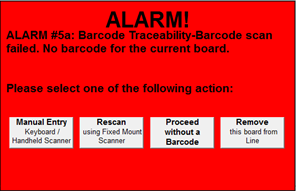 ALARM!
ALARM #5a: Barcode Traceability-Barcode scan
failed. No barcode for the current board.
Please select one of the following action:
Manual Entry
Keyboard /
Handheld Scanner
Rescan
using Fixed Mount
Scanner
Proceed
without a
Barcode
Remove
this board from
Line